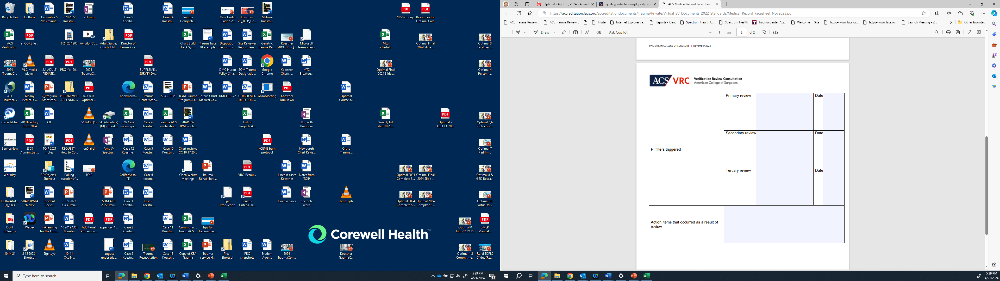 Recycle Bin
Outlook
December 5
2023 minut...
7 20 2022
Koestn...
511 mtg
Case 9
Koestn...
Case 14
Koestn...
Trauma
Designati...
Over Under
Triage 5 2...
Koestner
23_TQIP_Co...
Melrose
Koestn...
2022-vrc-inj...
Resources for
Optimal Care
ACS
Verificatio...
enCORE_le...
8 24 20 1200
AvigilonCo...
Adult Survey
Charts FIN...
Director of
Trauma Cor...
Chart Build
Track Sys...
Trauma base
PI example
Disposition
Decision To...
Site Reviewer
Report Tem...
Geriatric
Trauma Res...
Koestner
2019_TR_TQ...
Microsoft
Teams classic
Mtg
Scheduli...
Optimal Final
2024 Slide ...
Optimal 3
Facilities ...
2024
TraumaC...
VLC media
player
2.1 ADULT
PEDIATR...
PRQ-for-20...
2024
TraumaC...
SUPPLEME...
SURVEY DA...
DMC Huron
Valley-Sina...
SOM Trauma
Designatio...
Google
Chrome
Koestner
Charts ...
MTC
Breakou...
Optimal Final
2024 Slide ...
Optimal 4
Personn...
API
Healthca...
Albany
Medical C...
2_Program
Assessme...
VIRTUAL VISIT
APPENDIX ...
2023-003 -
Optimal ...
bookmarks...
Trauma
Center Stan...
SBAR TPM
TCAA Trauma
Program As...
Corpus Christ
Medical Ce...
DMCHUR~2
GERBER MED
DIRECTOR ...
GoToMeeting
Koestner
Dublin GA
Optimal
Course a...
Cisco Jabber
AP Directory
01.01.2024
GIF
5114436 (1)
SH (datadata)
(M) - Short...
BW Case
review spr...
Case 4
Koestn...
Trauma ACS
verificatio...
SBAR BW
TPM Positi...
List of
Projects A...
Mtg with
Brandon-
Weekly list
start 10 20...
Optimal -
April 13, 20...
Optimal 5,6
Protocols ...
ServiceNow
2368
Administrat...
TQIP 2021
notes
REQUEST -
How to Co...
op5iaird
Amy @
Spectru...
Caae 12
Koestne...
Case 5
Koestn...
Case 10
Koestn...
Chart reviews
CC 10 17 20...
KCEMS burn
protocol
Newburgh
Chart Revie...
Ortho
Trauma...
Optimal 7
Perf Im...
Workday
3D Objects -
Shortcut
Polling
questions f...
TQIP
CallforAbst...
(1)
Case 6
Koestn...
Cisco Webex
Meetings
Trauma
Rehabilitati...
VRC-Resou...
Lincoln cases
Koestner
Notes from
TQIP
Optimal 2024
Complete S...
Optimal Final
2024 Slide ...
Optimal 8 &
9 ED Resea...
CallforAbst...
(1)_files
SBAR TPM 4
26 2022
Incident
Revie...
10 19 2023
TCAA Trau...
SOM ACS
2022 Trau...
Case 1
Koestn...
Case 7
Koestn...
Epic
Production
Geriatric
Criteria 20...
Lincoln cases
one note
work
bm2skjzh
Optimal 2024
Complete S...
Optimal 2024
Complete S...
Optimal 10
Virtual Vi...
DOH
Upload_2
Webex
4-Planning
for the Futu...
10 2019 COT
Minutes
Additional
Profession...
appendix_1...
Case 2
Koestn...
Case 11
Koestn...
Communic...
board ACS ...
Tips for
Trauma Des...
Optimal 0
Intro 11 24 23
DMEP
Manual...
Corewell Health™
10 14 21
2 15 2023 -
Shortcut
5fgxtuyv
10-11
Oct-N...
'august
under tria...
Case 3
Koestn...
Trauma
Resuscitation
Case 13
Koestn...
Copy of KSA
Trauma
Trauma
service H...
files -
Shortcut
PRQ
snapshots
Student
Agen...
2024
TraumaCon...
Koestner
TraumaC...
Optimal 1,2
Commitme...
Rural TOPIC
Slides (Re...
Type here to search
5:29 PM
4/21/2024
35
Optimal - April 13, 2024 - Agend
qualityportal.facs.org/Qport/Facil
ACS Medical Record Face Sheet
https://accreditation.facs.org/accreditationdocuments/Trauma/Private/Virtual_SV_Documents_2022_Standards/Medical_Record_Facesheet_Nov2023.pdf
ACS Trauma Review...
ACS Trauma Review...
InSite
Internet Explorer ca...
Reports - Glint
Spectrum Health C...
Spectrum Health
Trauma Center Ass...
Welcome InSite
https--www facs or...
https--www.facs.or...
Launch Meeting - Z...
Other favorites
Draw
Ask Copilot
2 of 2
©AMERICAN COLLEGE OF SURGEONS | November 2023
ACS VRC
Verification Review Consultation
American College of Surgeons
Primary review
Date
Secondary review
Date
PI filters triggered
Tertiary review
Date
Action items that occurred as a result of
review
5:29 PM
4/21/2024